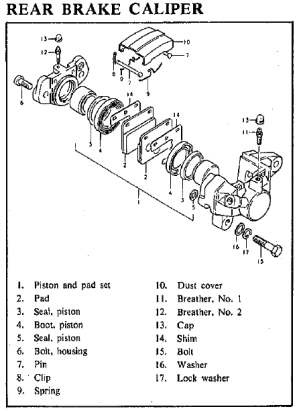 REAR BRAKE CALIPER
13
12
10
7
8
9
7
6
14
5
4
3
2
14
13
11
2
4
3
5
1
16
17
15
1. Piston and pad set
2. Pad
3. Seal, piston
4. Boot, piston
5. Seal, piston
6. Bolt, housing
7. Pin
8. Clip
9. Spring
10. Dust cover
11. Breather, No. 1
12. Breather, No. 2
13. Cap
14. Shim
15. Bolt
16. Washer
17. Lock washer